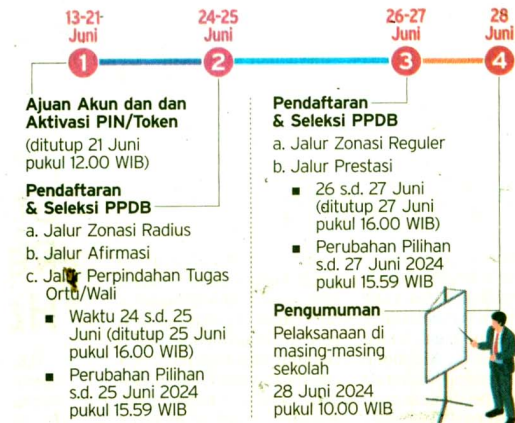 13-21
Juni
24-25
Juni
26-27
Juni
28
Juni
1
2
3
4
Ajuan Akun dan dan
Aktivasi PIN/Token
(ditutup 21 Juni
pukul 12.00 WIB)
Pendaftaran
& Seleksi PPDB
a. Jalur Zonasi Radius
b. Jalur Afirmasi
c. Jalur Perpindahan Tugas
Ortu/Wali
■ Waktu 24 s.d. 25
Juni (ditutup 25 Juni
pukul 16.00 WIB)
■ Perubahan Pilihan
s.d. 25 Juni 2024
pukul 15.59 WIB
Pendaftaran
& Seleksi PPDB
a. Jalur Zonasi Reguler
b. Jalur Prestasi
■ 26 s.d. 27 Juni
(ditutup 27 Juni
pukul 16.00 WIB)
■ Perubahan Pilihan
s.d. 27 Juni 2024
pukul 15.59 WIB
Pengumuman
Pelaksanaan di
masing-masing
sekolah
28 Juni 2024
pukul 10.00 WIB